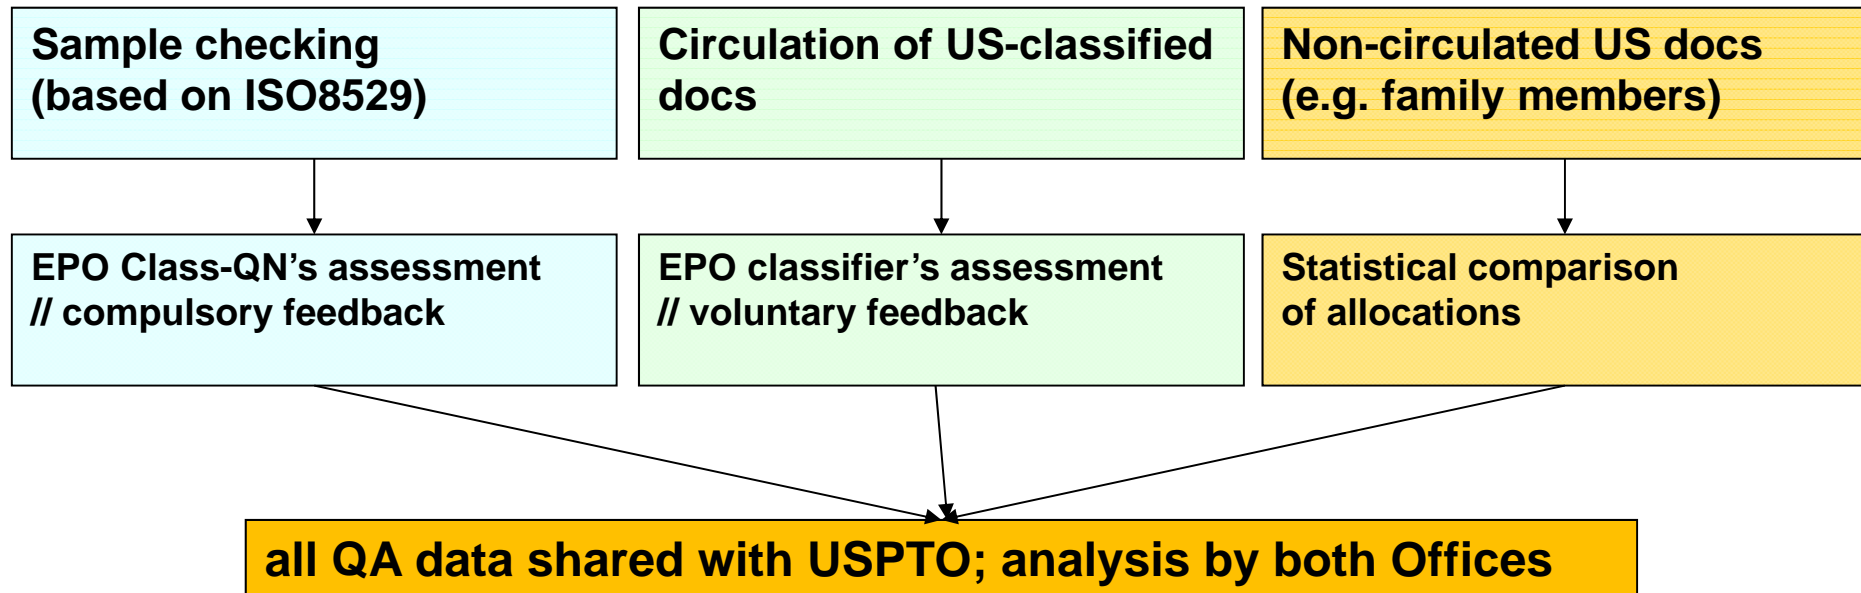 Sample checking
(based on ISO8529)
Circulation of US-classified
docs
Non-circulated US docs
(e.g. family members)
EPO Class-QN’s assessment
// compulsory feedback
EPO classifier’s assessment
// voluntary feedback
Statistical comparison
of allocations
all QA data shared with USPTO; analysis by both Offices